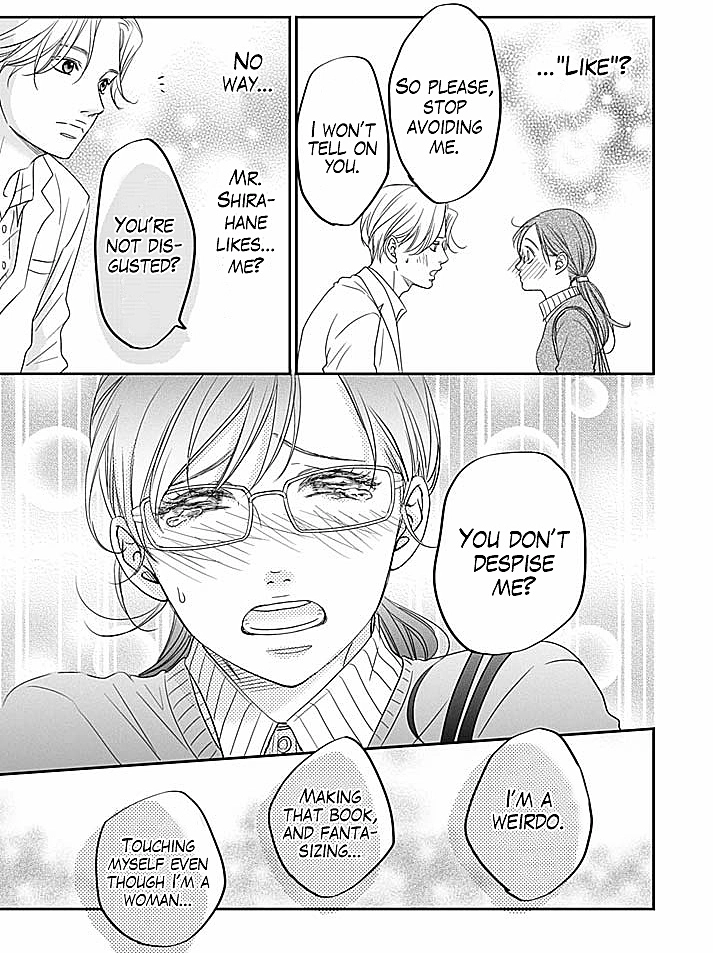 ..."LIKE"?
SO PLEASE,
STOP
AVOIDING
ME.
I WON'T
TELL ON
YOU.
NO
WAY...
MR.
SHIRA-
HANE
LIKES...
ME?
YOU'RE
NOT DIS-
GUSTED?
YOU DON'T
DESPISE
ME?
I'M A
WEIRDO.
MAKING
THAT BOOK,
AND FANTA-
SIZING...
TOUCHING
MYSELF EVEN
THOUGH I'M A
WOMAN...